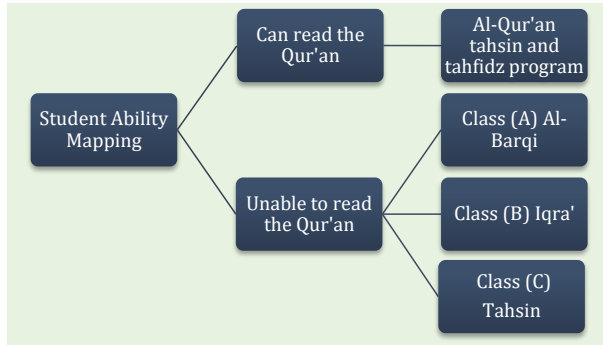 Student Ability
Mapping
Can read the
Qur'an
Al-Qur'an
tahsin and
tahfidz program
Unable to read
the Qur'an
Class (A) Al-
Barqi
Class (B) Iqra'
Class (C)
Tahsin